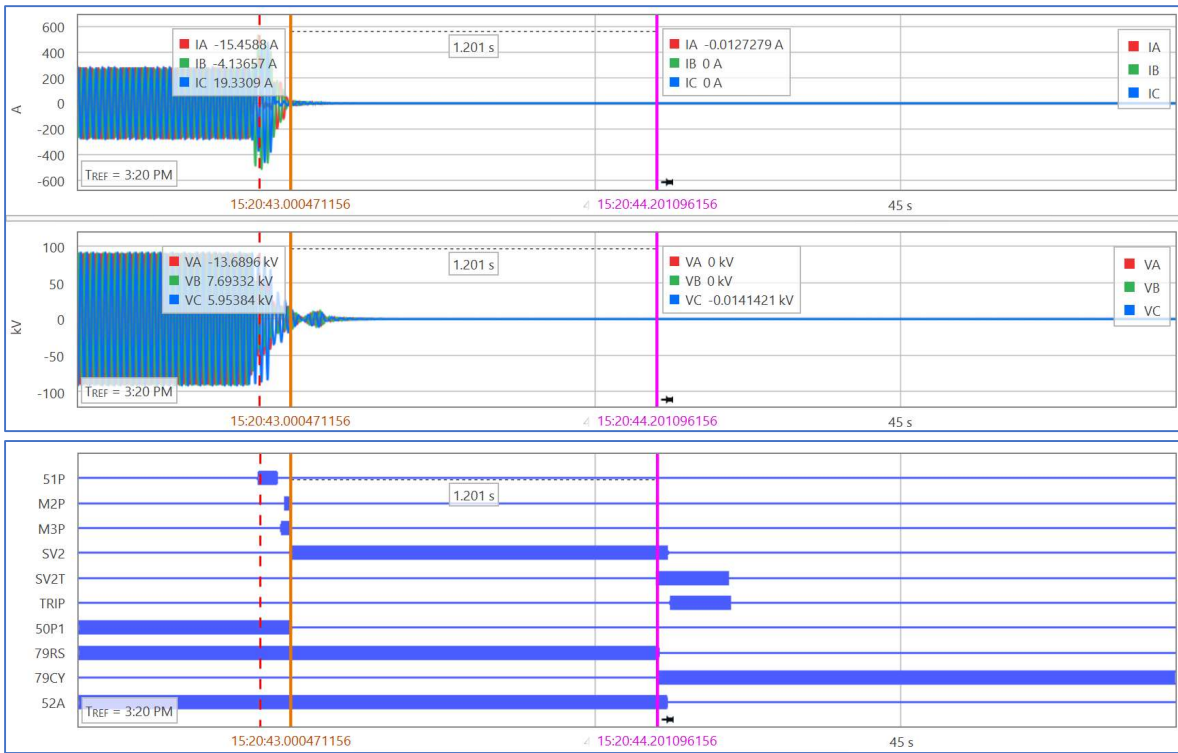 600
400
200
0
-200
-400
-600
A
IA -15.4588 A
IB -4.13657 A
IC 19.3309 A
1.201 s
IA -0.0127279 A
IB 0 A
IC 0 A
IA
IB
IC
TREF = 3:20 PM
15:20:43.000471156
15:20:44.201096156
45 s
100
50
0
-50
-100
kV
VA -13.6896 kV
VB 7.69332 kV
VC 5.95384 kV
1.201 s
VA 0 kV
VB 0 kV
VC -0.0141421 kV
VA
VB
VC
TREF = 3:20 PM
15:20:43.000471156
15:20:44.201096156
45 s
51P
M2P
M3P
SV2
SV2T
TRIP
50P1
79RS
79CY
52A
1.201 s
TREF = 3:20 PM
15:20:43.000471156
15:20:44.201096156
45 s